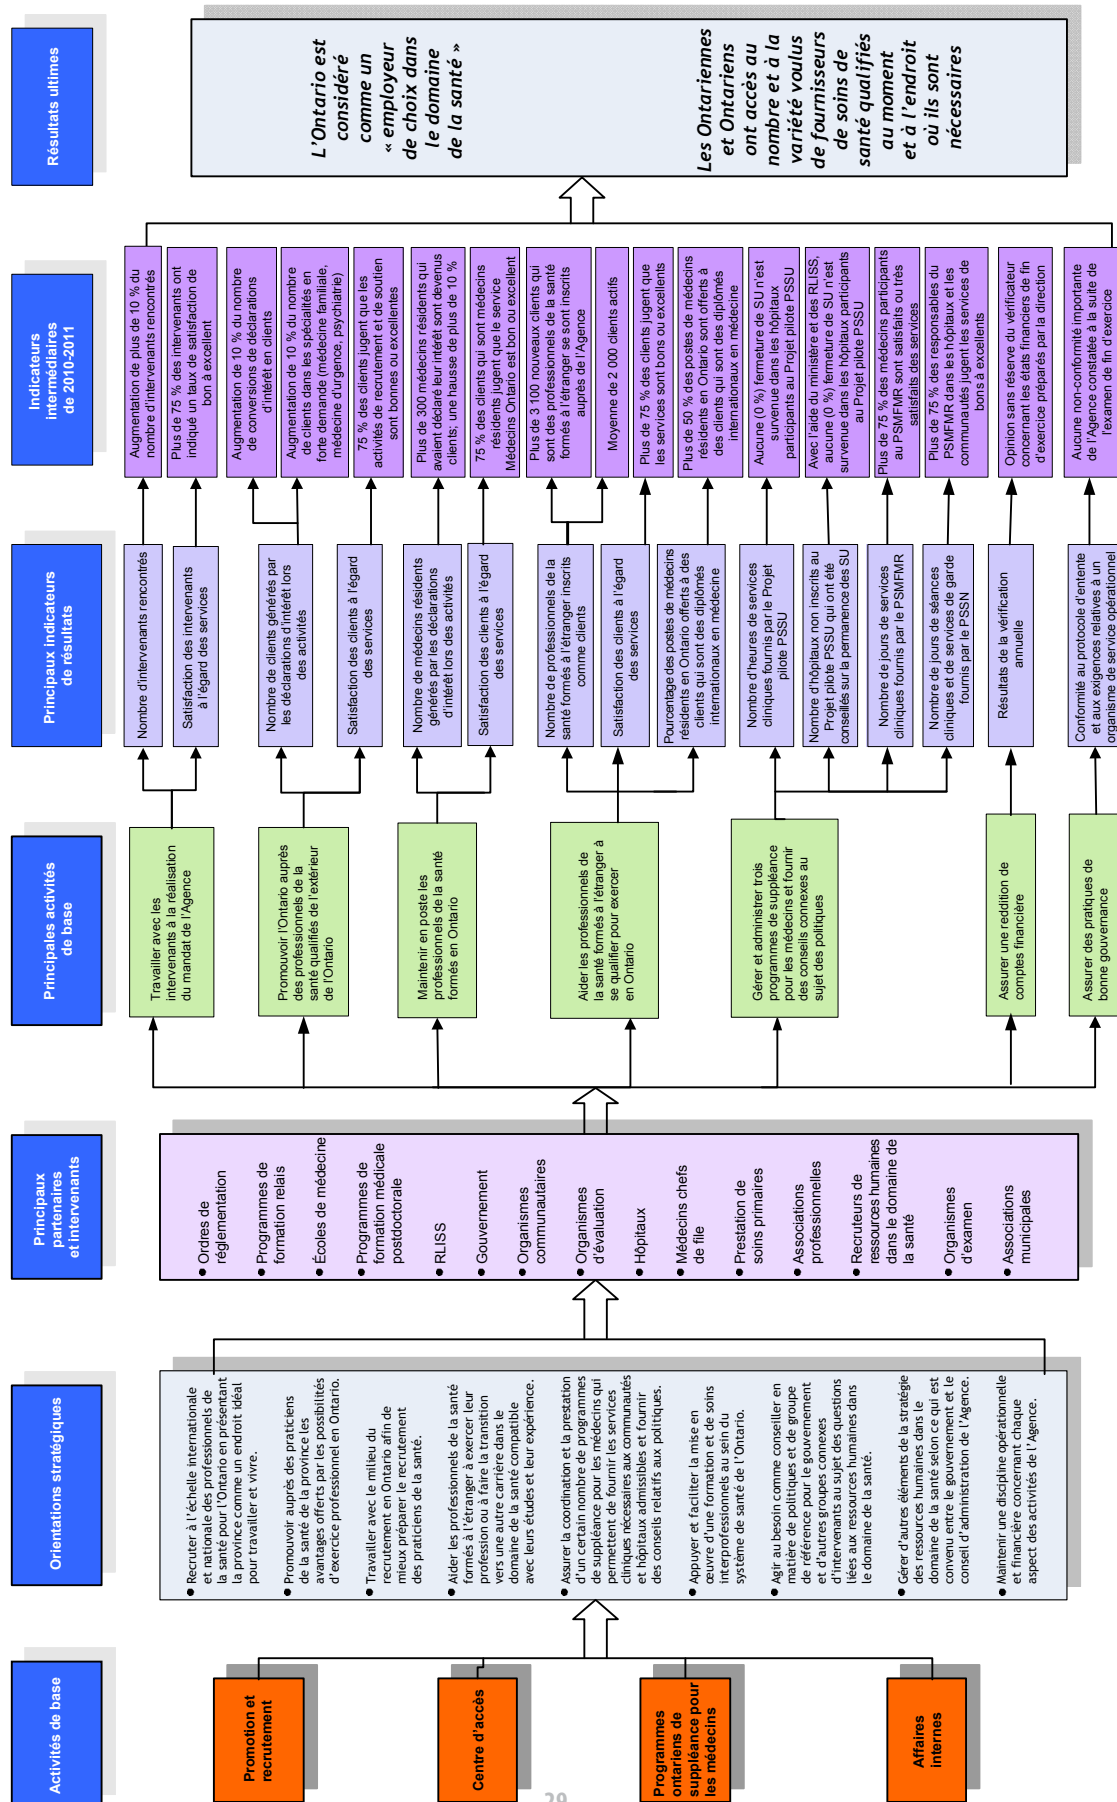 Activités de base
Promotion et
recrutement
Centre d'accès
Programmes
ontariens de
suppléance pour
les médecins
Affaires
internes
Orientations stratégiques
● Recruter à l'échelle internationale
et nationale des professionnels de
la santé pour l'Ontario en présentant
la province comme un endroit idéal
pour travailler et vivre.
● Promouvoir auprès des praticiens
de la santé de la province les
avantages offerts par les possibilités
d'exercice professionnel en Ontario.
● Travailler avec le milieu du
recrutement en Ontario afin de
mieux préparer le recrutement
des praticiens de la santé.
● Aider les professionnels de la santé
formés à l'étranger à exercer leur
profession ou à faire la transition
vers une autre carrière dans le
domaine de la santé compatible
avec leurs études et leur expérience.
● Assurer la coordination et la prestation
d'un certain nombre de programmes
de suppléance pour les médecins qui
permettent de fournir les services
cliniques nécessaires aux communautés
et hôpitaux admissibles et fournir
des conseils relatifs aux politiques.
● Appuyer et faciliter la mise en
œuvre d'une formation et de soins
interprofessionnels au sein du
système de santé de l'Ontario.
● Agir au besoin comme conseiller en
matière de politiques et de groupe
de référence pour le gouvernement
et d'autres groupes connexes
d'intervenants au sujet des questions
liées aux ressources humaines dans
le domaine de la santé.
● Gérer d'autres éléments de la stratégie
des ressources humaines dans le
domaine de la santé selon ce qui est
convenu entre le gouvernement et le
conseil d'administration de l'Agence.
● Maintenir une discipline opérationnelle
et financière concernant chaque
aspect des activités de l'Agence.
Principaux
partenaires
et intervenants
● Ordres de
réglementation
● Programmes de
formation relais
● Écoles de médecine
● Programmes de
formation médicale
postdoctorale
● RLISS
● Gouvernement
● Organismes
communautaires
● Organismes
d'évaluation
● Hôpitaux
● Médecins chefs
de file
● Prestation de
soins primaires
● Associations
professionnelles
● Recruteurs de
ressources humaines
dans le domaine de
la santé
● Organismes
d'examen
● Associations
municipales
Principales activités
de base
Travailler avec les
intervenants à la réalisation
du mandat de l'Agence
Promouvoir l'Ontario auprès
des professionnels de la
santé qualifiés de l'extérieur
de l'Ontario
Maintenir en poste les
professionnels de la santé
formés en Ontario
Aider les professionnels de
la santé formés à l'étranger à
se qualifier pour exercer
en Ontario
Gérer et administrer trois
programmes de suppléance
pour les médecins et fournir
des conseils connexes au
sujet des politiques
Assurer une reddition de
comptes financière
Assurer des pratiques de
bonne gouvernance
Principaux indicateurs
de résultats
Nombre d'intervenants rencontrés
Satisfaction des intervenants
à l'égard des services
Nombre de clients générés par
les déclarations d'intérêt lors
des activités
Satisfaction des clients à l'égard
des services
Nombre de médecins résidents
générés par les déclarations
d'intérêt lors des activités
Satisfaction des clients à l'égard
des services
Nombre de professionnels de la
santé formés à l'étranger inscrits
comme clients
Satisfaction des clients à l'égard
des services
Pourcentage des postes de médecins
résidents en Ontario offerts à des
clients qui sont des diplômés
internationaux en médecine
Nombre d'heures de services
cliniques fournis par le Projet
pilote PSSU
Nombre d'hôpitaux non inscrits au
Projet pilote PSSU qui ont été
conseillés sur la permanence des SU
Nombre de jours de services
cliniques fournis par le PSMFMR
Nombre de jours de séances
cliniques et de services de garde
fournis par le PSSN
Résultats de la vérification
annuelle
Conformité au protocole d'entente
et aux exigences relatives à un
organisme de service opérationnel
Indicateurs
intermédiaires
de 2010-2011
Augmentation de plus de 10 % du
nombre d'intervenants rencontrés
Plus de 75 % des intervenants ont
indiqué un taux de satisfaction de
bon à excellent
Augmentation de 10 % du nombre
de conversions de déclarations
d'intérêt en clients
Augmentation de 10 % du nombre
de clients dans les spécialités en
forte demande (médecine familiale,
médecine d'urgence, psychiatrie)
75 % des clients jugent que les
activités de recrutement et de soutien
sont bonnes ou excellentes
Plus de 300 médecins résidents qui
avaient déclaré leur intérêt sont devenus
clients; une hausse de plus de 10 %
75 % des clients qui sont médecins
résidents jugent que le service
Médecins Ontario est bon ou excellent
Plus de 3 100 nouveaux clients qui
sont des professionnels de la santé
formés à l'étranger se sont inscrits
auprès de l'Agence
Moyenne de 2 000 clients actifs
Plus de 75 % des clients jugent que
les services sont bons ou excellents
Plus de 50 % des postes de médecins
résidents en Ontario sont offerts à
des clients qui sont des diplômés
internationaux en médecine
Aucune (0 %) fermeture de SU n'est
survenue dans les hôpitaux
participants au Projet pilote PSSU
Avec l'aide du ministère et des RLISS,
aucune (0 %) fermeture de SU n'est
survenue dans les hôpitaux participants
au Projet pilote PSSU
Plus de 75 % des médecins participants
au PSMFMR sont satisfaits ou très
satisfaits des services
Plus de 75 % des responsables du
PSMFMR dans les hôpitaux et les
communautés jugent les services de
bons à excellents
Opinion sans réserve du vérificateur
concernant les états financiers de fin
d'exercice préparés par la direction
Aucune non-conformité importante
de l'Agence constatée à la suite de
l'examen de fin d'exercice
Résultats ultimes
L'Ontario est
considéré
comme un
« employeur
de choix dans
le domaine
de la santé »
Les Ontariennes
et Ontariens
ont accès au
nombre et à la
variété voulus
de fournisseurs
de soins de
santé qualifiés
au moment
et à l'endroit
où ils sont
nécessaires
29